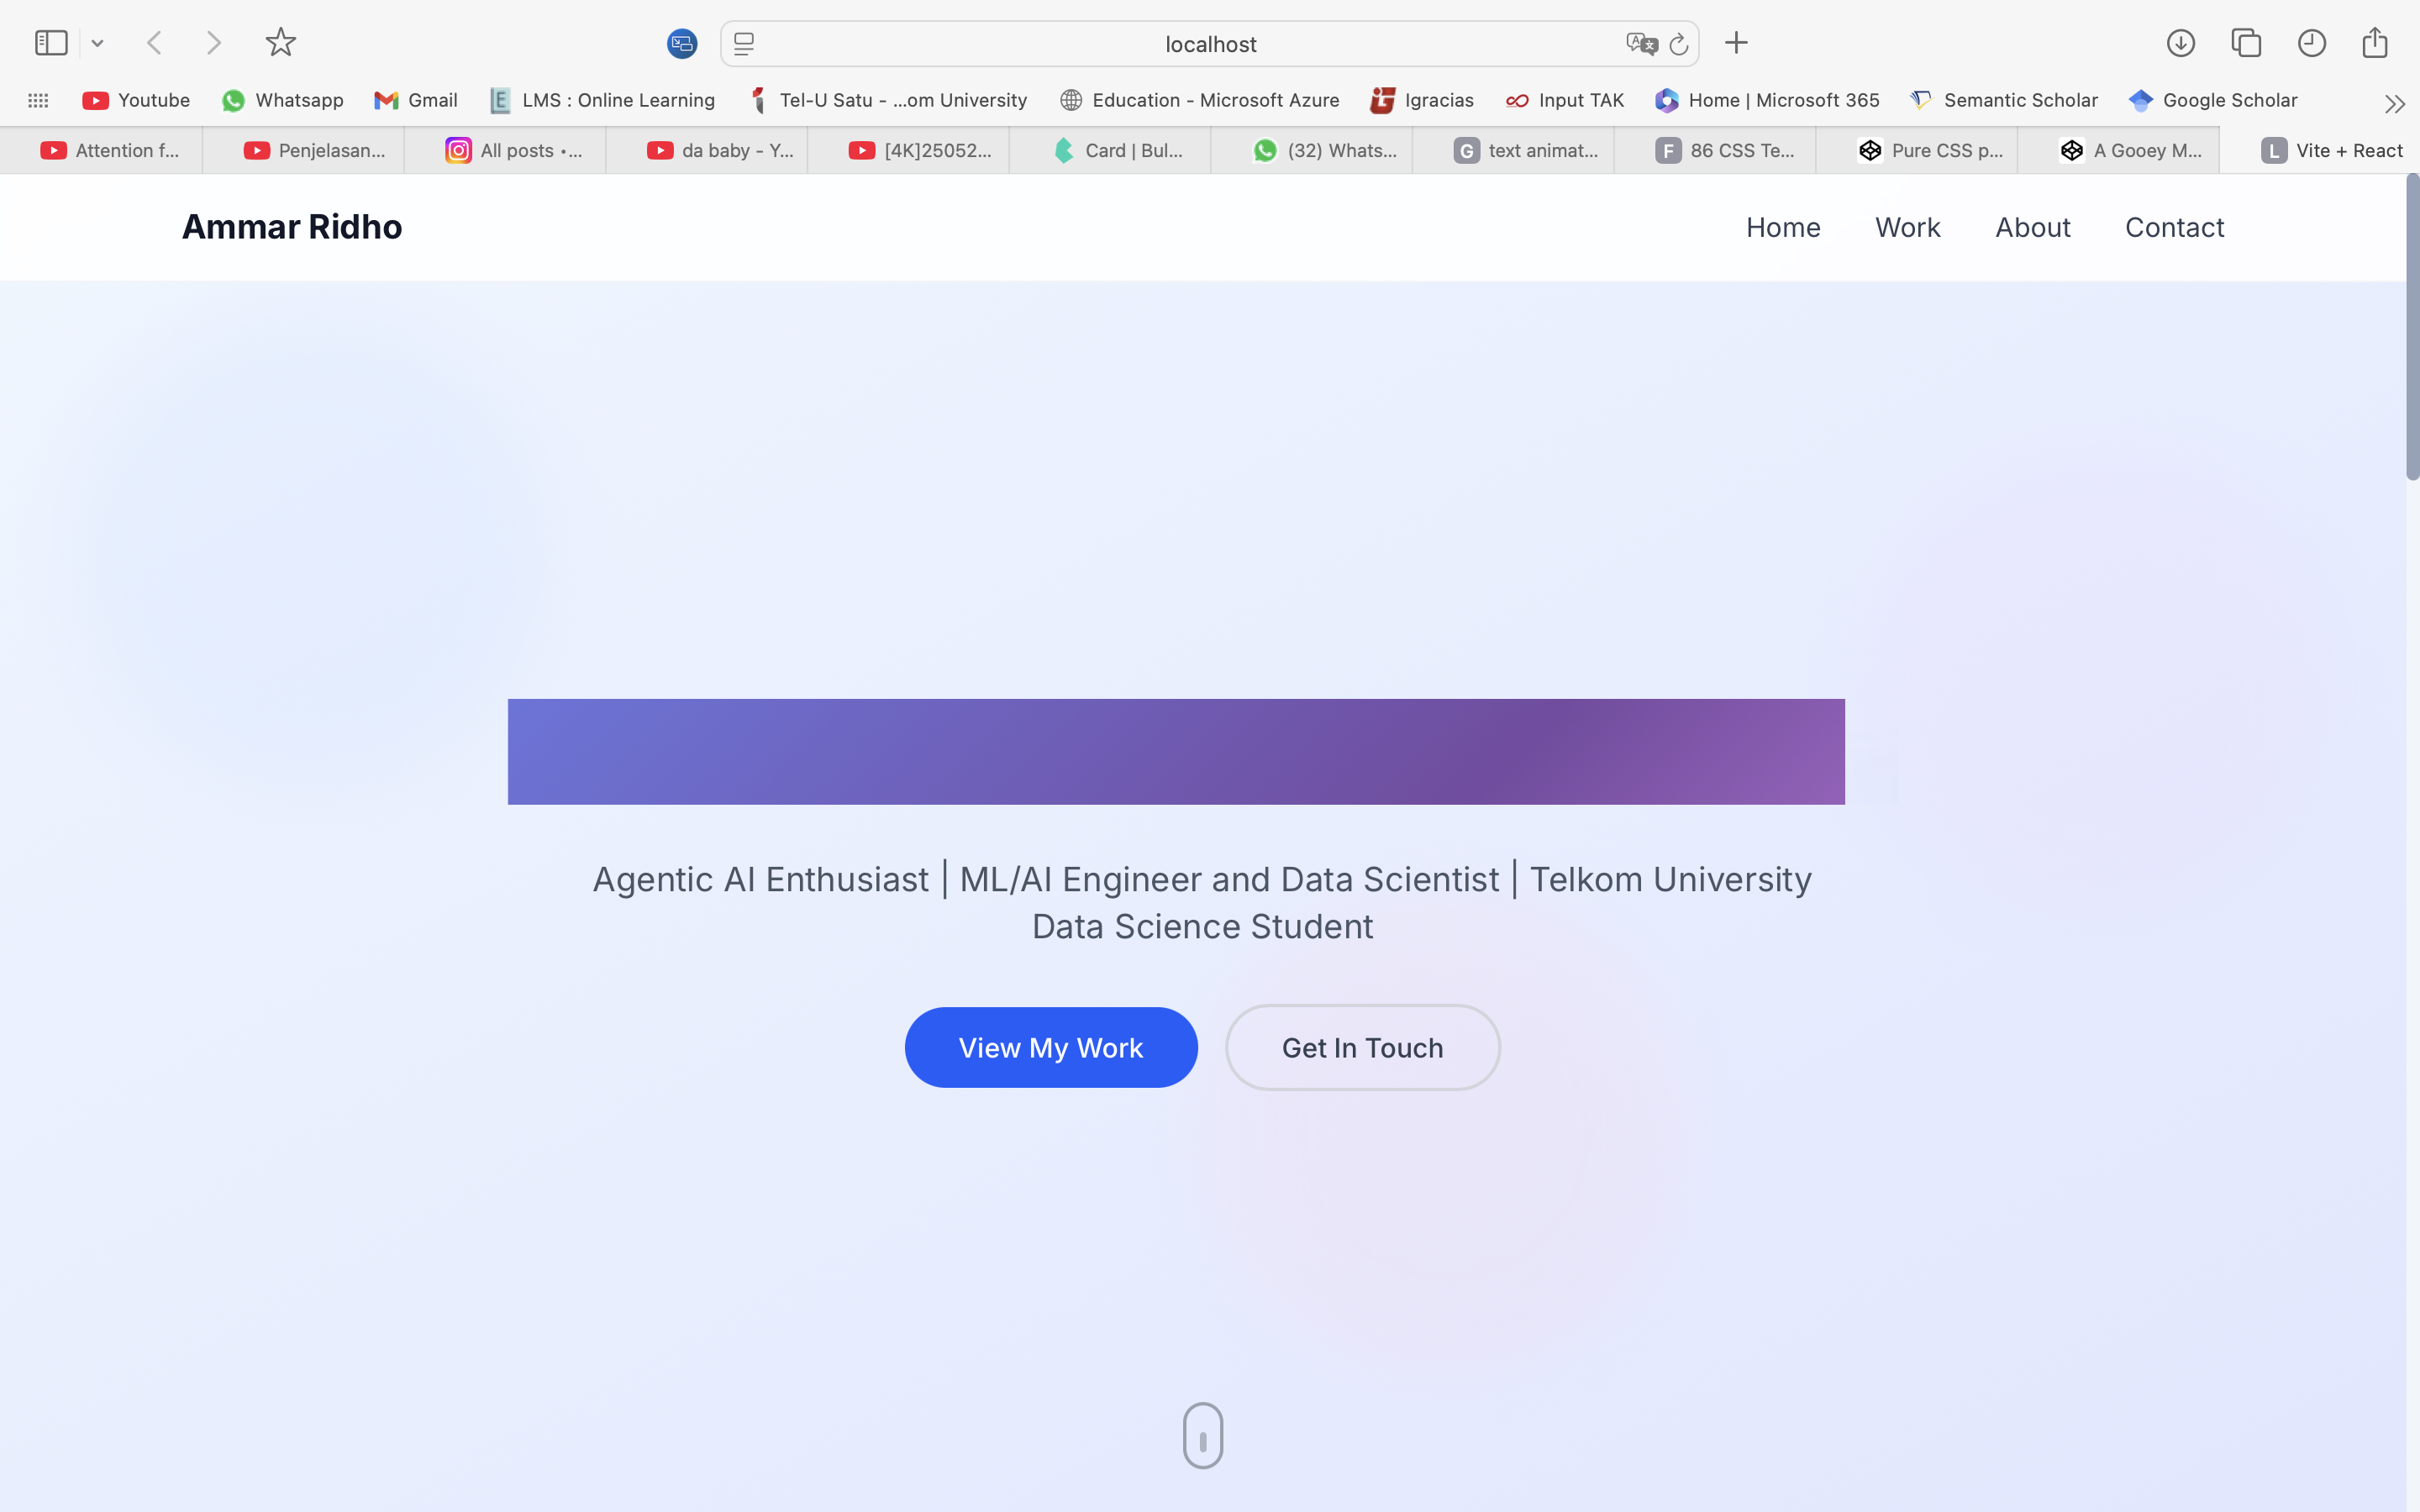 localhost
Youtube
Whatsapp
Gmail
LMS : Online Learning
Tel-U Satu - ...om University
Education - Microsoft Azure
Igracias
Input TAK
Home | Microsoft 365
Semantic Scholar
Google Scholar
Attention f...
Penjelasan...
All posts •...
da baby - Y...
[4K]25052...
Card | Bul...
(32) Whats...
G
text animat...
F
86 CSS Te...
Pure CSS p...
A Gooey M...
L
Vite + React
Ammar Ridho
Home
Work
About
Contact
Agentic AI Enthusiast | ML/AI Engineer and Data Scientist | Telkom University
Data Science Student
View My Work
Get In Touch